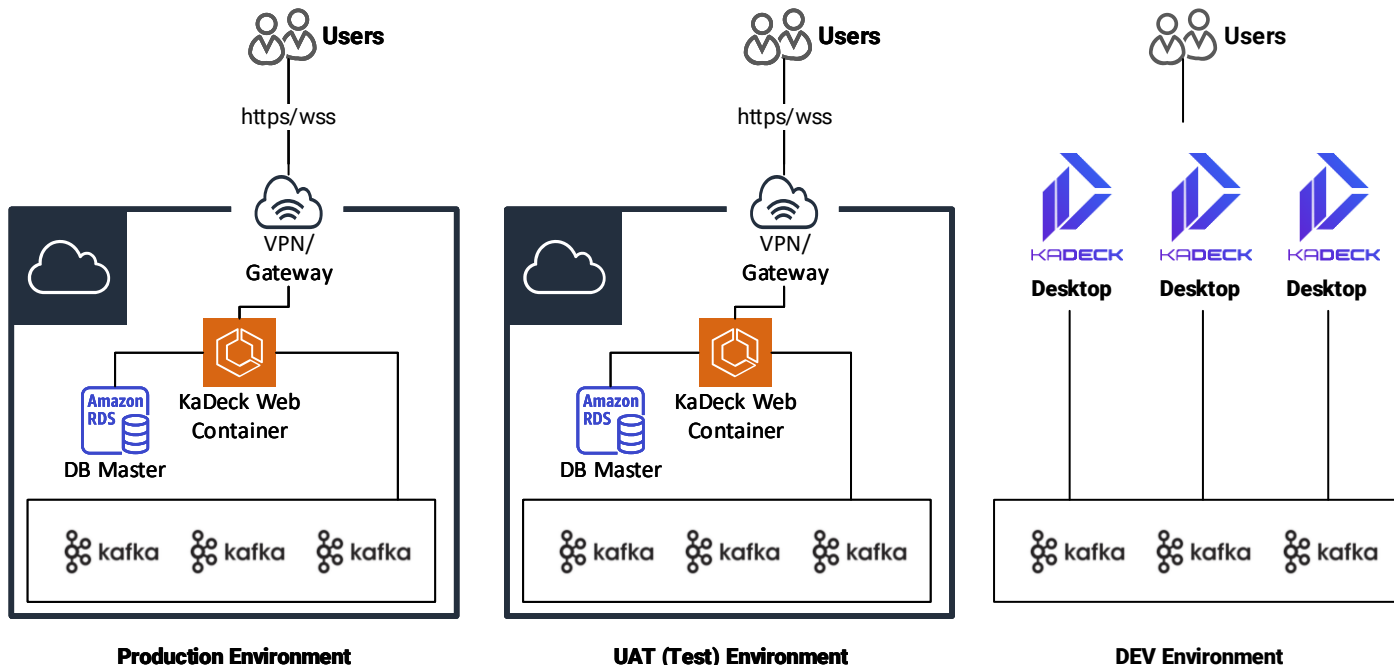 Users
https/wss
VPN/
Gateway
KaDeck Web
Container
Amazon
RDS
DB Master
kafka
kafka
kafka
Production Environment
Users
https/wss
VPN/
Gateway
KaDeck Web
Container
Amazon
RDS
DB Master
kafka
kafka
kafka
UAT (Test) Environment
Users
KADECK
Desktop
KADECK
Desktop
KADECK
Desktop
kafka
kafka
kafka
DEV Environment